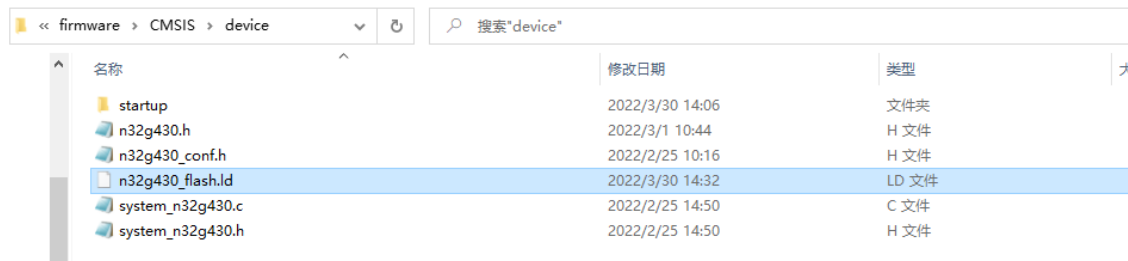 « firmware > CMSIS > device 搜索"device"
名称 修改日期 类型 大
startup 2022/3/30 14:06 文件夹
n32g430.h 2022/3/1 10:44 H 文件
n32g430_conf.h 2022/2/25 10:16 H 文件
n32g430_flash.ld 2022/3/30 14:32 LD 文件
system_n32g430.c 2022/2/25 14:50 C 文件
system_n32g430.h 2022/2/25 14:50 H 文件